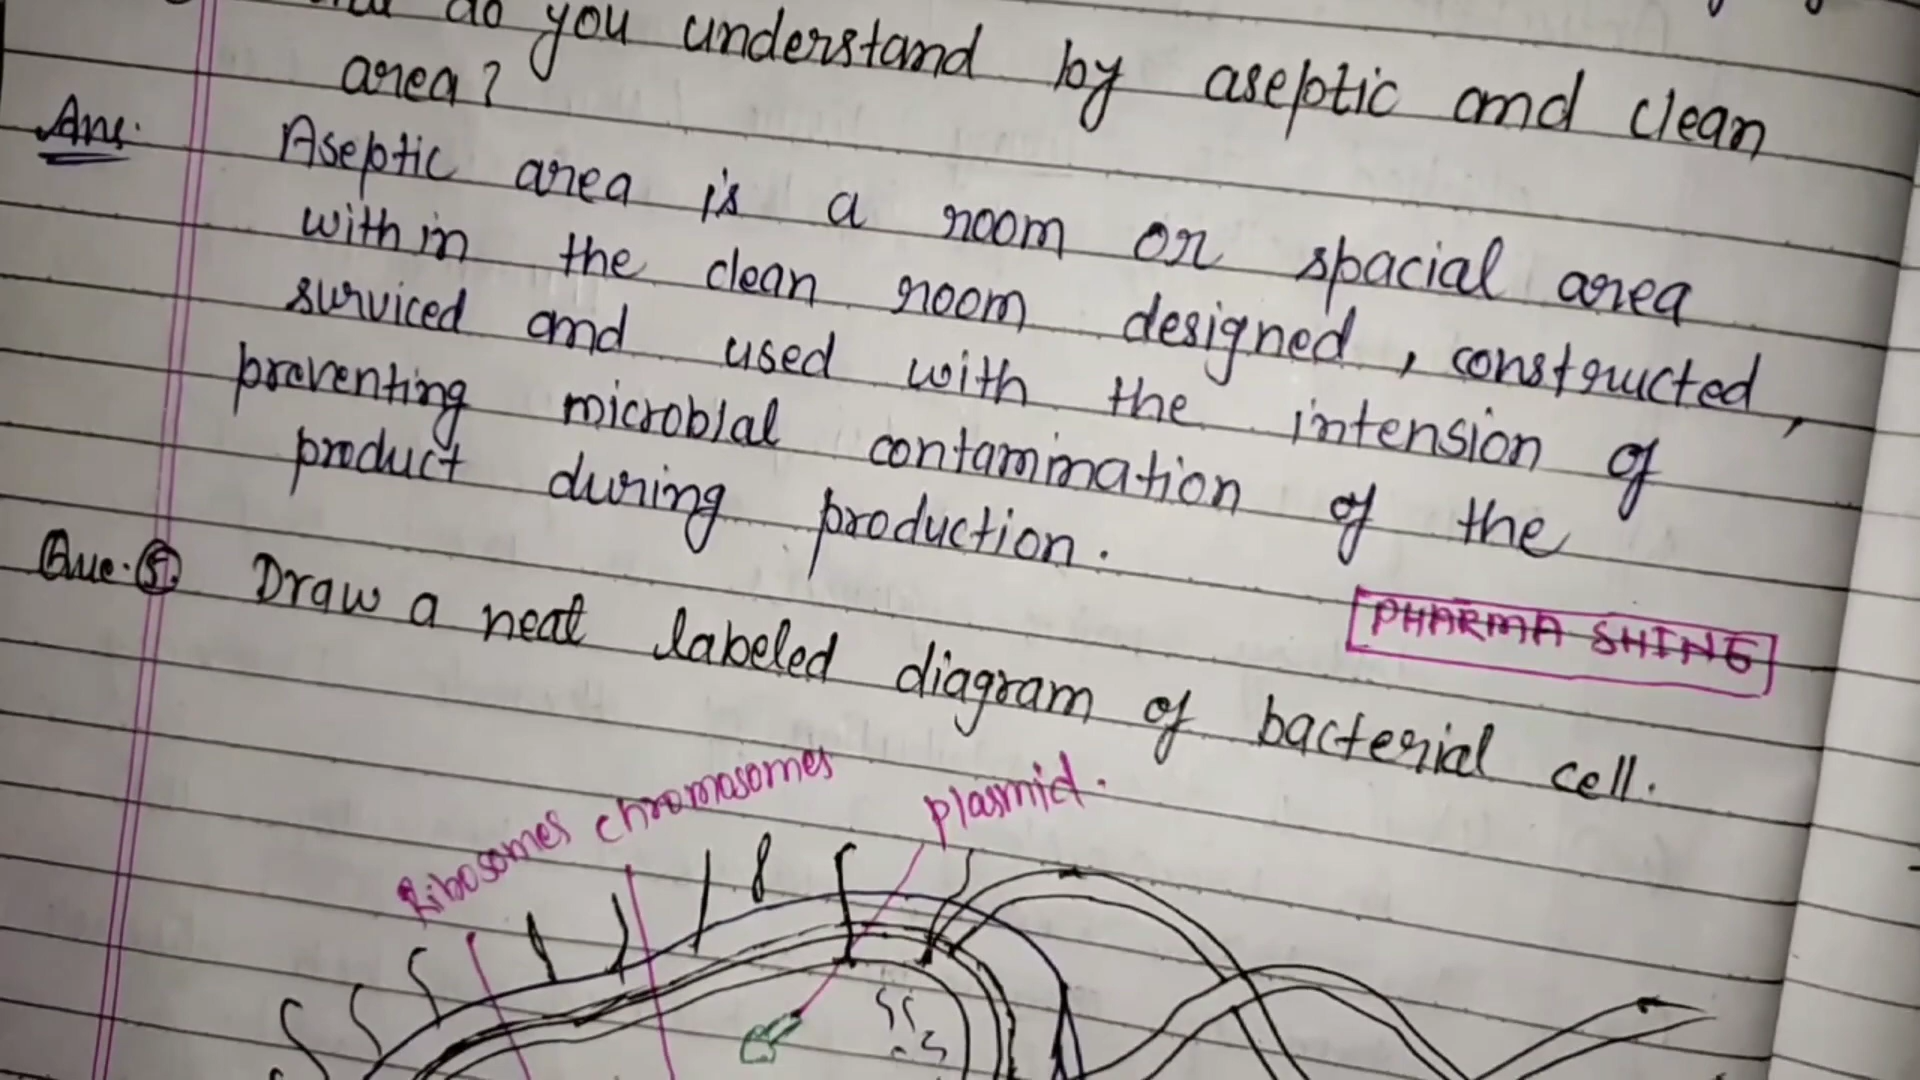 do you understand by aseptic and clean
area?
Ans. Aseptic area is a room or spacial area
within the clean room designed, constructed,
surviced and used with the intension of
preventing microbial contamination of the
product during production.
PHARMA SHINE
Que. 5. Draw a neat labeled diagram of bacterial cell.
Ribosomes chromosomes plasmid.